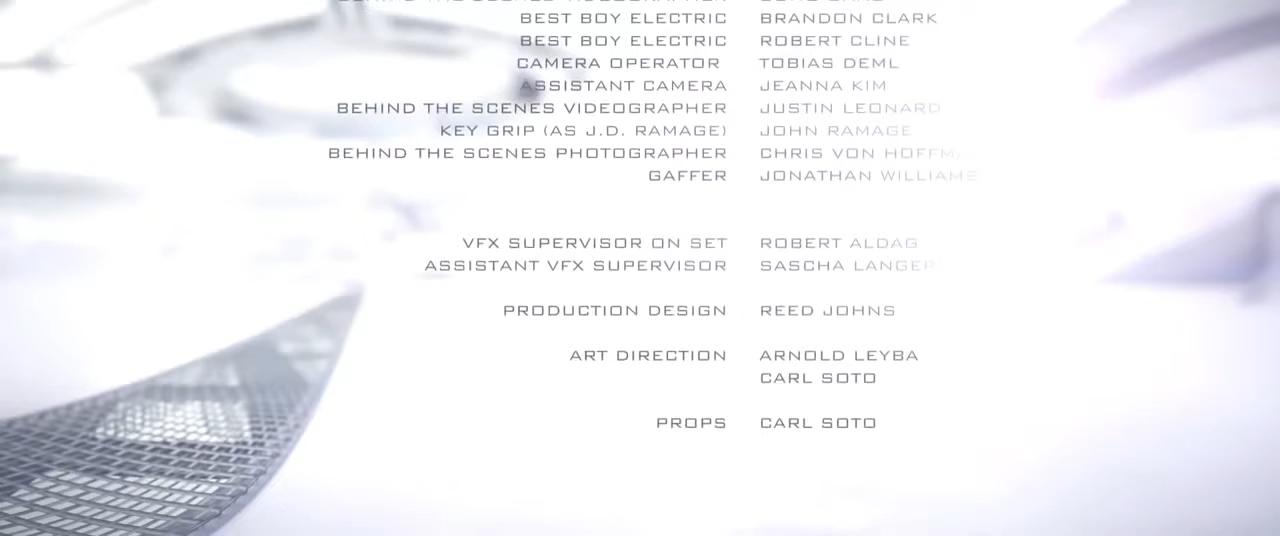 BEST BOY ELECTRIC BRANDON CLARK
BEST BOY ELECTRIC ROBERT CLINE
CAMERA OPERATOR TOBIAS DEML
ASSISTANT CAMERA JEANNA KIM
BEHIND THE SCENES VIDEOGRAPHER JUSTIN LEONARD
KEY GRIP (AS J.D. RAMAGE) JOHN RAMAGE
BEHIND THE SCENES PHOTOGRAPHER CHRIS VON
GAFFER JONATHAN WILLIAMS
VFX SUPERVISOR ON SET ROBERT ALDAG
ASSISTANT VFX SUPERVISOR SASCHA
PRODUCTION DESIGN REED JOHNS
ART DIRECTION ARNOLD LEYBA
CARL SOTO
PROPS CARL SOTO